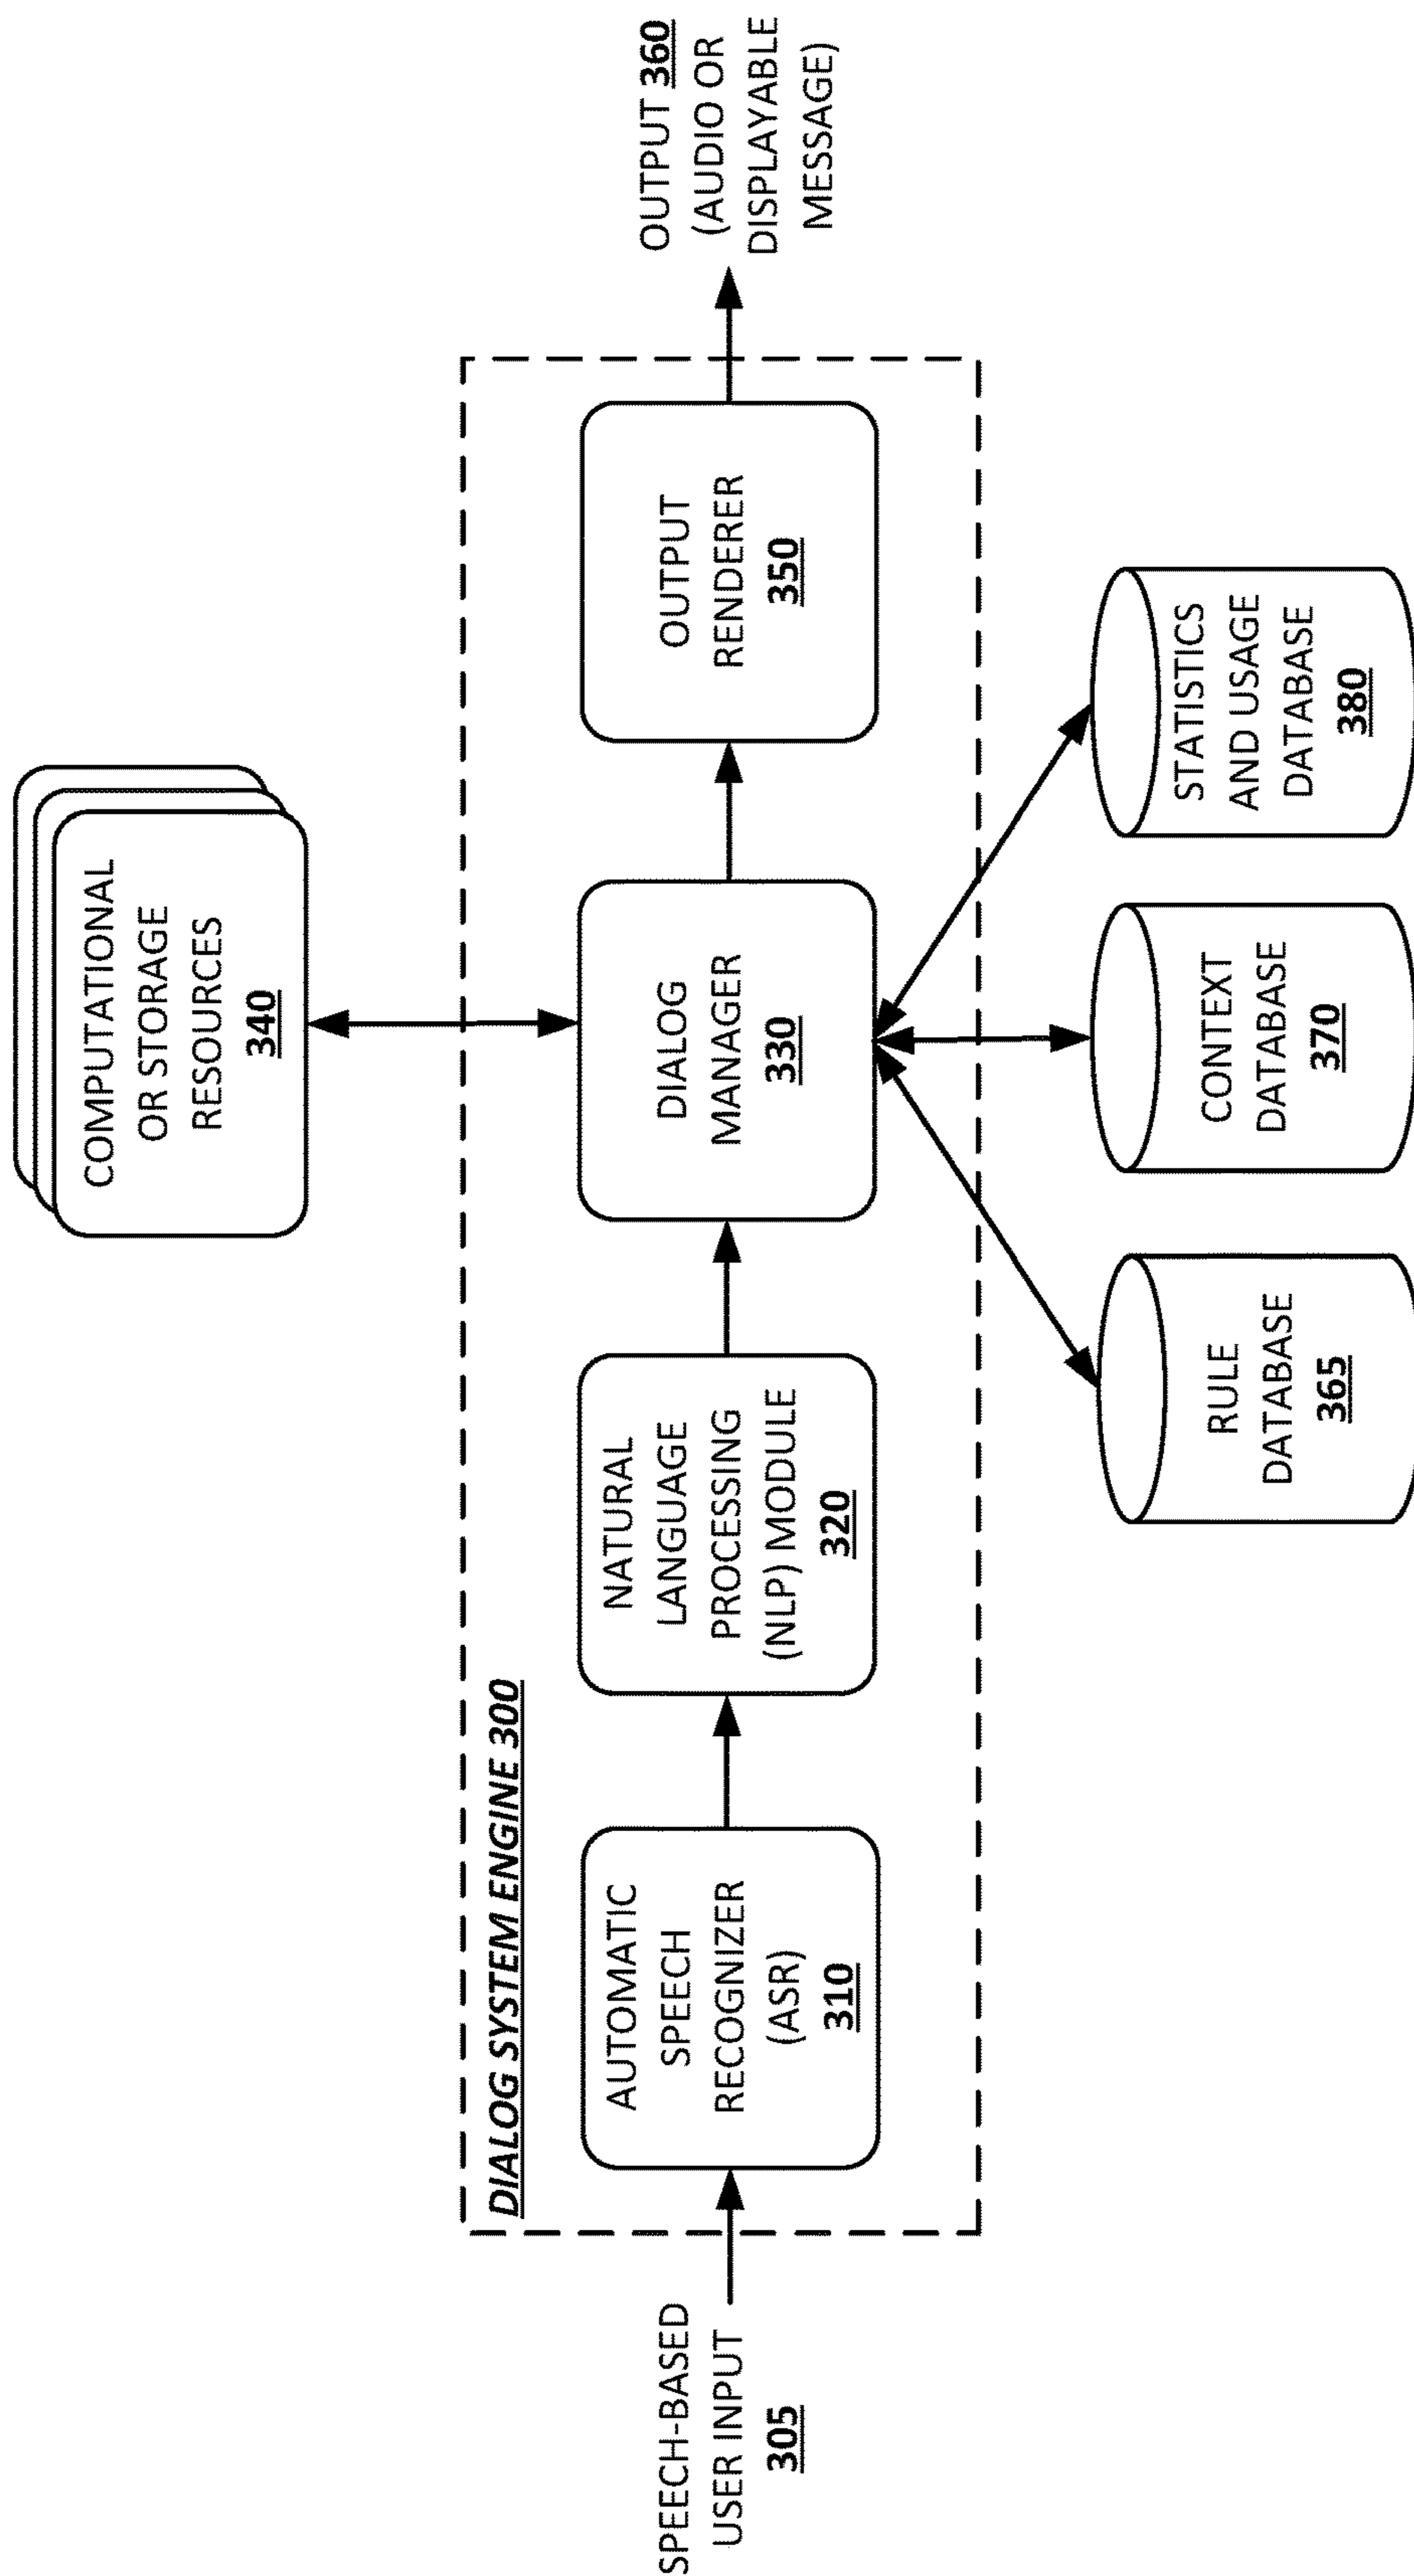 COMPUTATIONAL
OR STORAGE
RESOURCES
340
DIALOG SYSTEM ENGINE 300
SPEECH-BASED
USER INPUT
305
AUTOMATIC
SPEECH
RECOGNIZER
(ASR)
310
NATURAL
LANGUAGE
PROCESSING
(NLP) MODULE
320
DIALOG
MANAGER
330
OUTPUT
RENDERER
350
OUTPUT 360
(AUDIO OR
DISPLAYABLE
MESSAGE)
RULE
DATABASE
365
CONTEXT
DATABASE
370
STATISTICS
AND USAGE
DATABASE
380